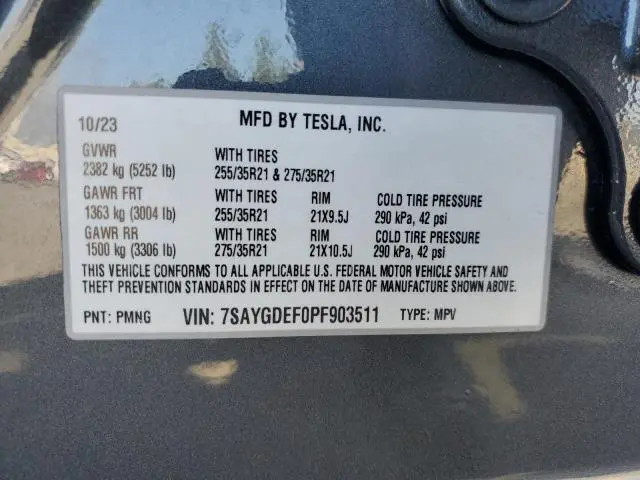 10/23 MFD BY TESLA, INC.
GVWR WITH TIRES
2382 kg (5252 lb) 255/35R21 & 275/35R21
GAWR FRT WITH TIRES RIM COLD TIRE PRESSURE
1363 kg (3004 lb) 255/35R21 21X9.5J 290 kPa, 42 psi
GAWR RR WITH TIRES RIM COLD TIRE PRESSURE
1500 kg (3306 lb) 275/35R21 21X10.5J 290 kPa, 42 psi
THIS VEHICLE CONFORMS TO ALL APPLICABLE U.S. FEDERAL MOTOR VEHICLE SAFETY AND
THEFT PREVENTION STANDARDS IN EFFECT ON THE DATE OF MANUFACTURE SHOWN ABOVE.
PNT: PMNG VIN: 7SAYGDEF0PF903511 TYPE: MPV